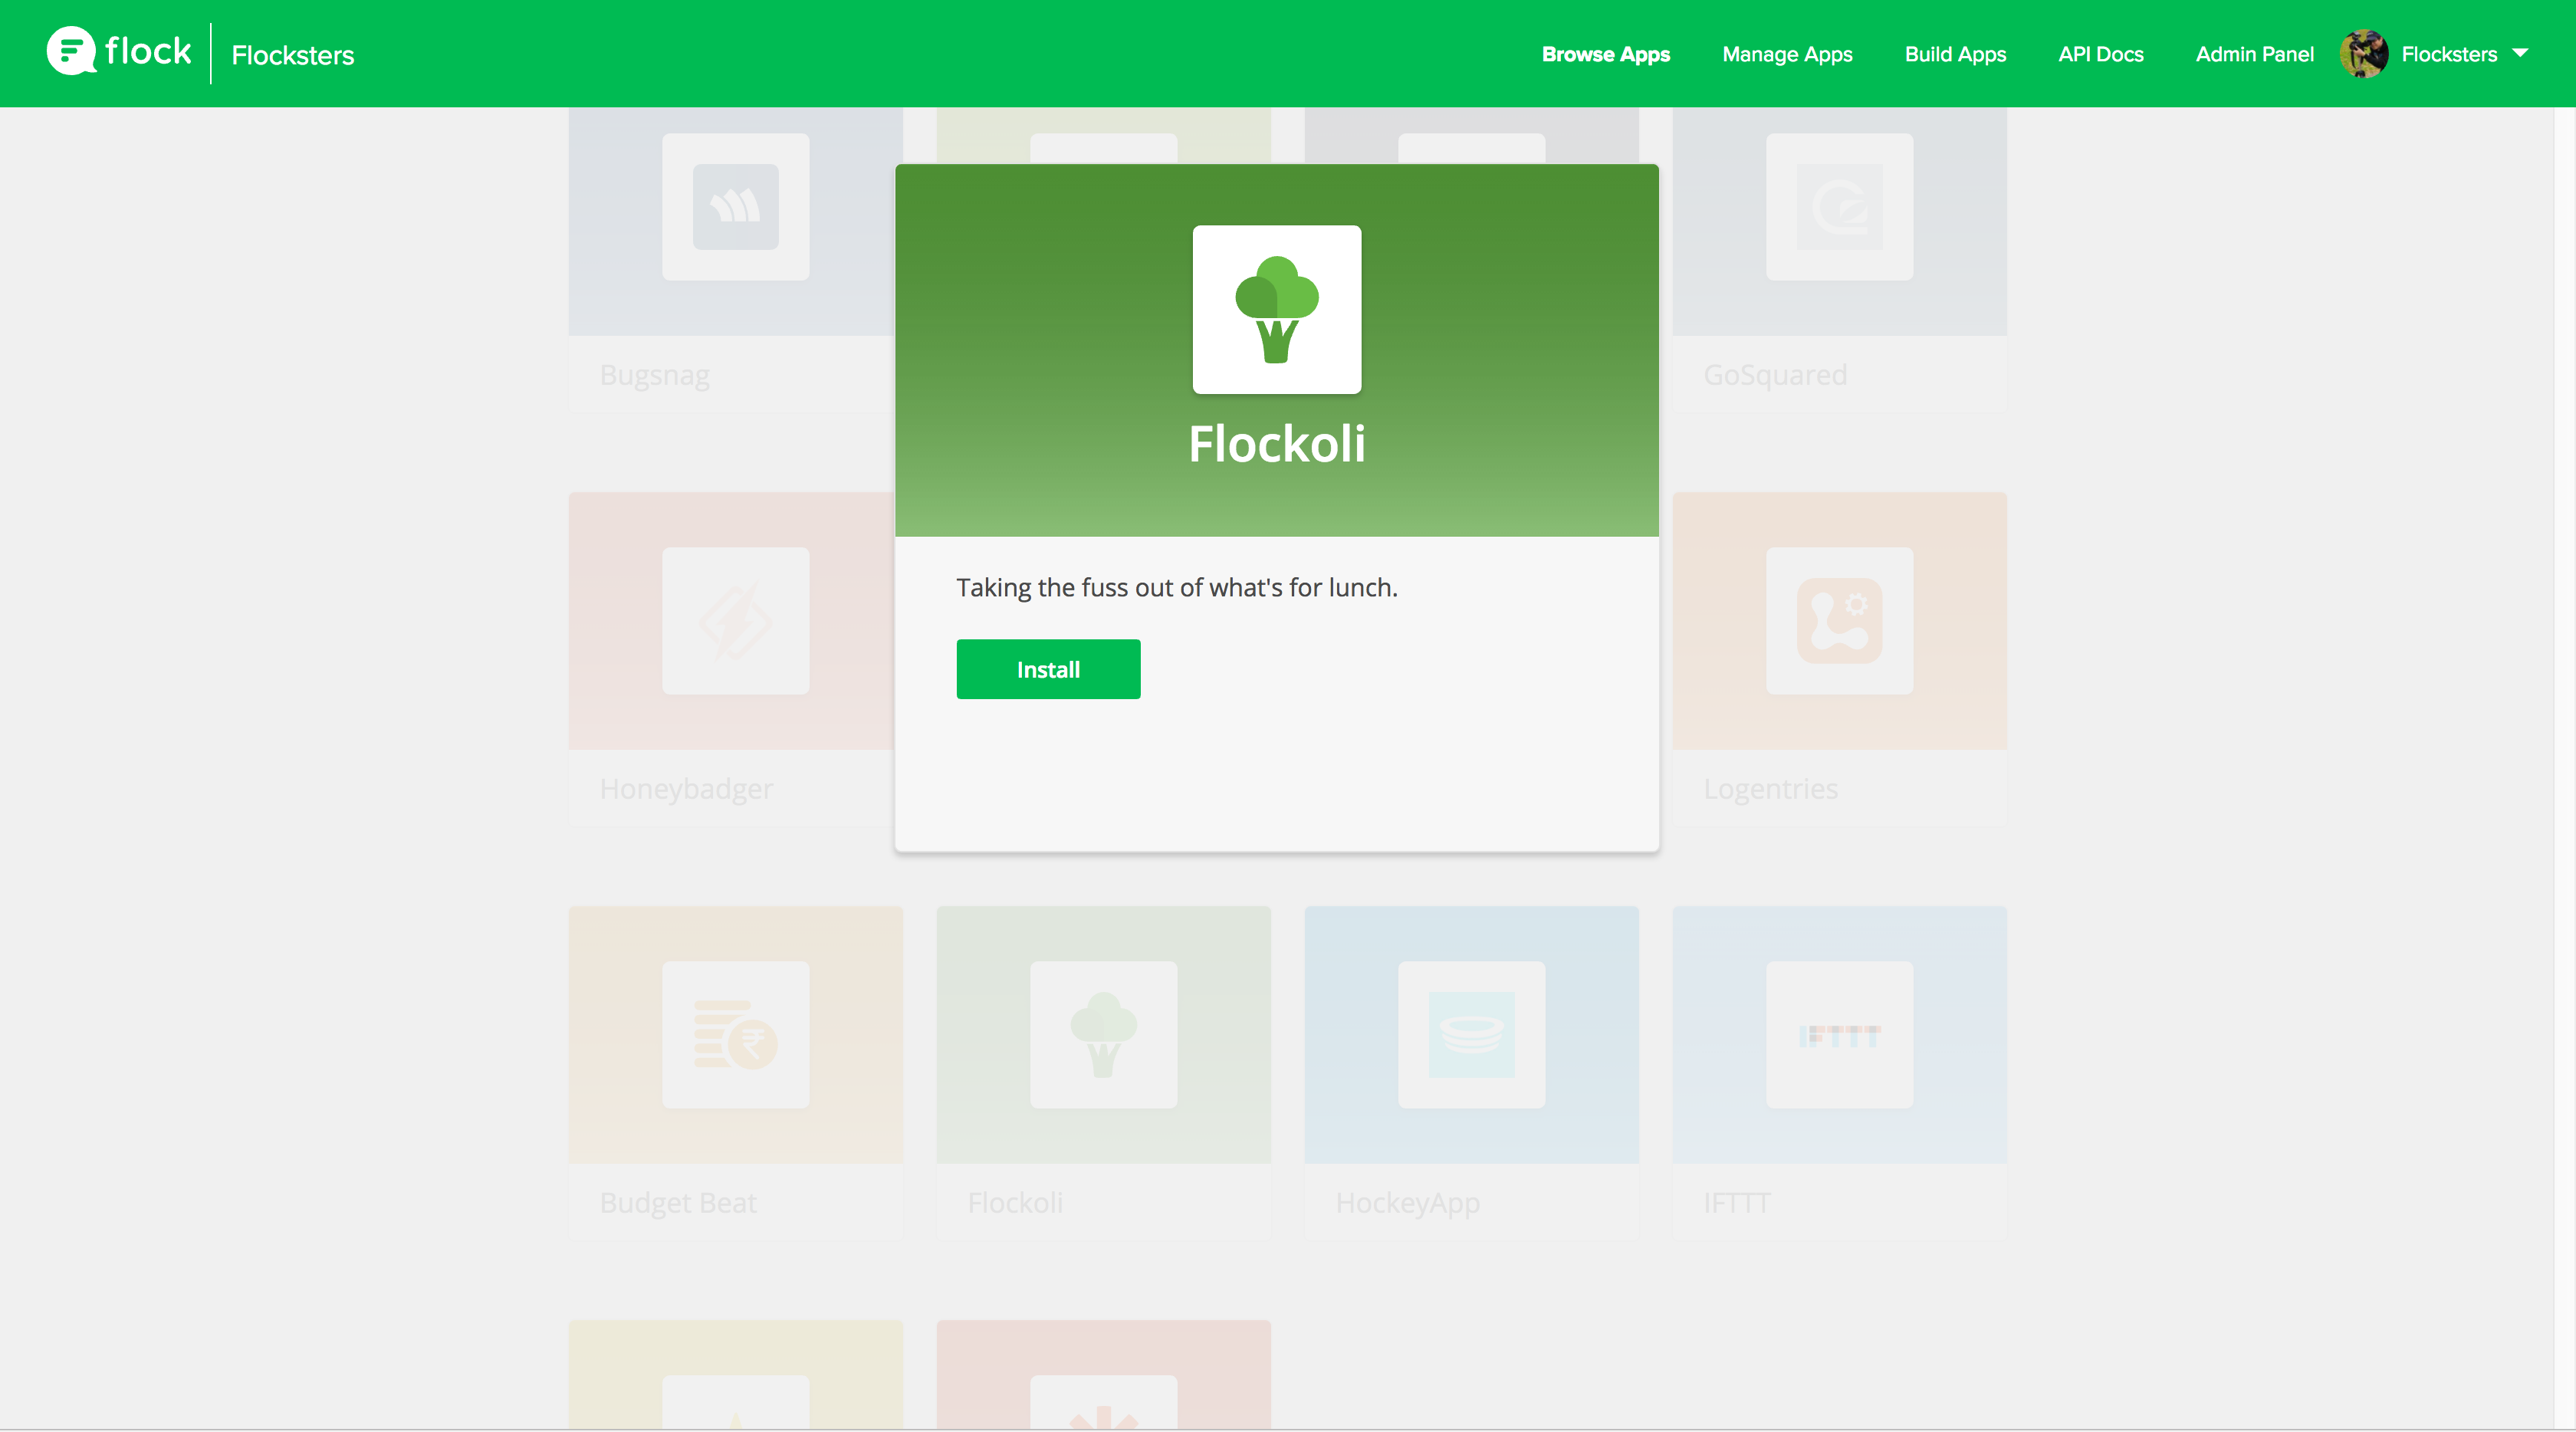 flock
Flocksters
Browse Apps
Manage Apps
Build Apps
API Docs
Admin Panel
Flocksters
Bugsnag
GoSquared
Flockoli
Taking the fuss out of what's for lunch.
Install
Honeybadger
Logentries
IFTTT
Budget Beat
Flockoli
HockeyApp
IFTTT